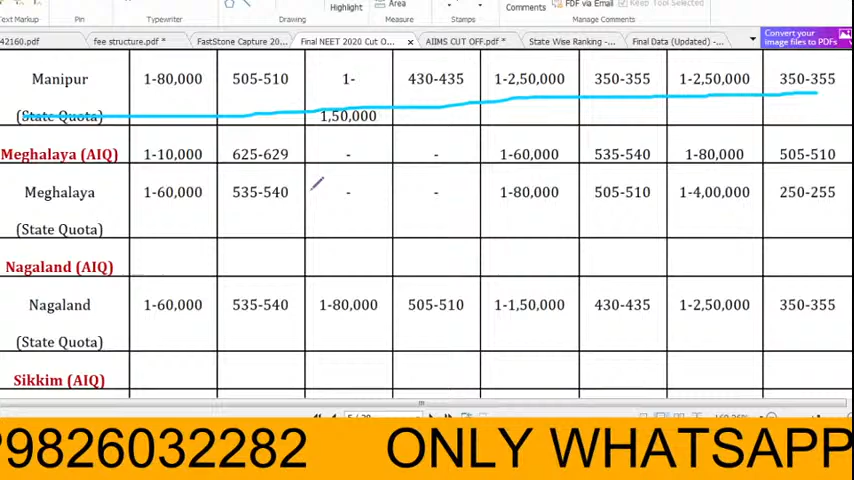 ext Markup
Pin
Typewriter
Highlight
Drawing
Area
Measure
Stamps
Comments
PDF via Email
Keep Tool Selected
Manage Comments
42160.pdf
fee structure.pdf *
FastStone Capture 20...
Final NEET 2020 Cut O...
AIIMS CUT OFF.pdf *
State Wise Ranking -...
Final Data (Updated) -...
Convert your
image files to PDFs
Manipur 1-80,000 505-510 1- 430-435 1-2,50,000 350-355 1-2,50,000 350-355
(State Quota) 1,50,000
Meghalaya (AIQ) 1-10,000 625-629 - - 1-60,000 535-540 1-80,000 505-510
Meghalaya 1-60,000 535-540 - - 1-80,000 505-510 1-4,00,000 250-255
(State Quota)
Nagaland (AIQ)
Nagaland 1-60,000 535-540 1-80,000 505-510 1-1,50,000 430-435 1-2,50,000 350-355
(State Quota)
Sikkim (AIQ)
9826032282 ONLY WHATSAPP